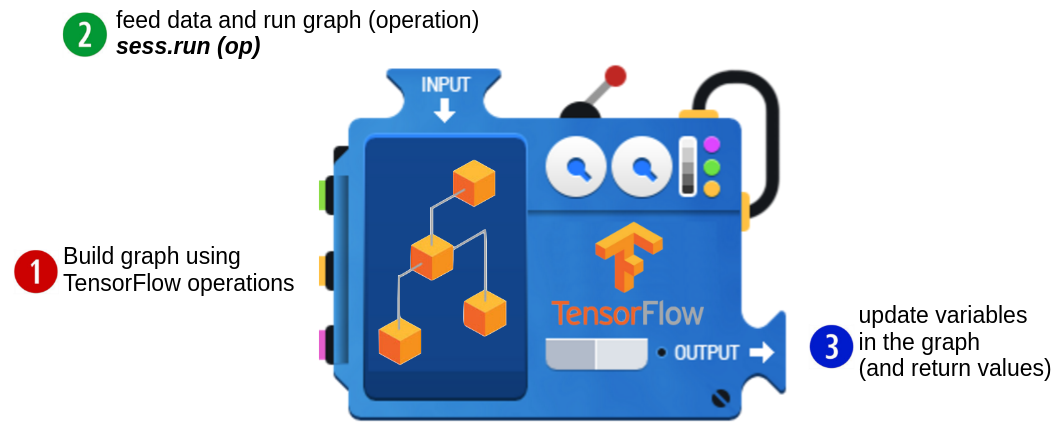 2
feed data and run graph (operation)
sess.run (op)
INPUT
1
Build graph using
TensorFlow operations
TensorFlow
OUTPUT
3
update variables
in the graph
(and return values)